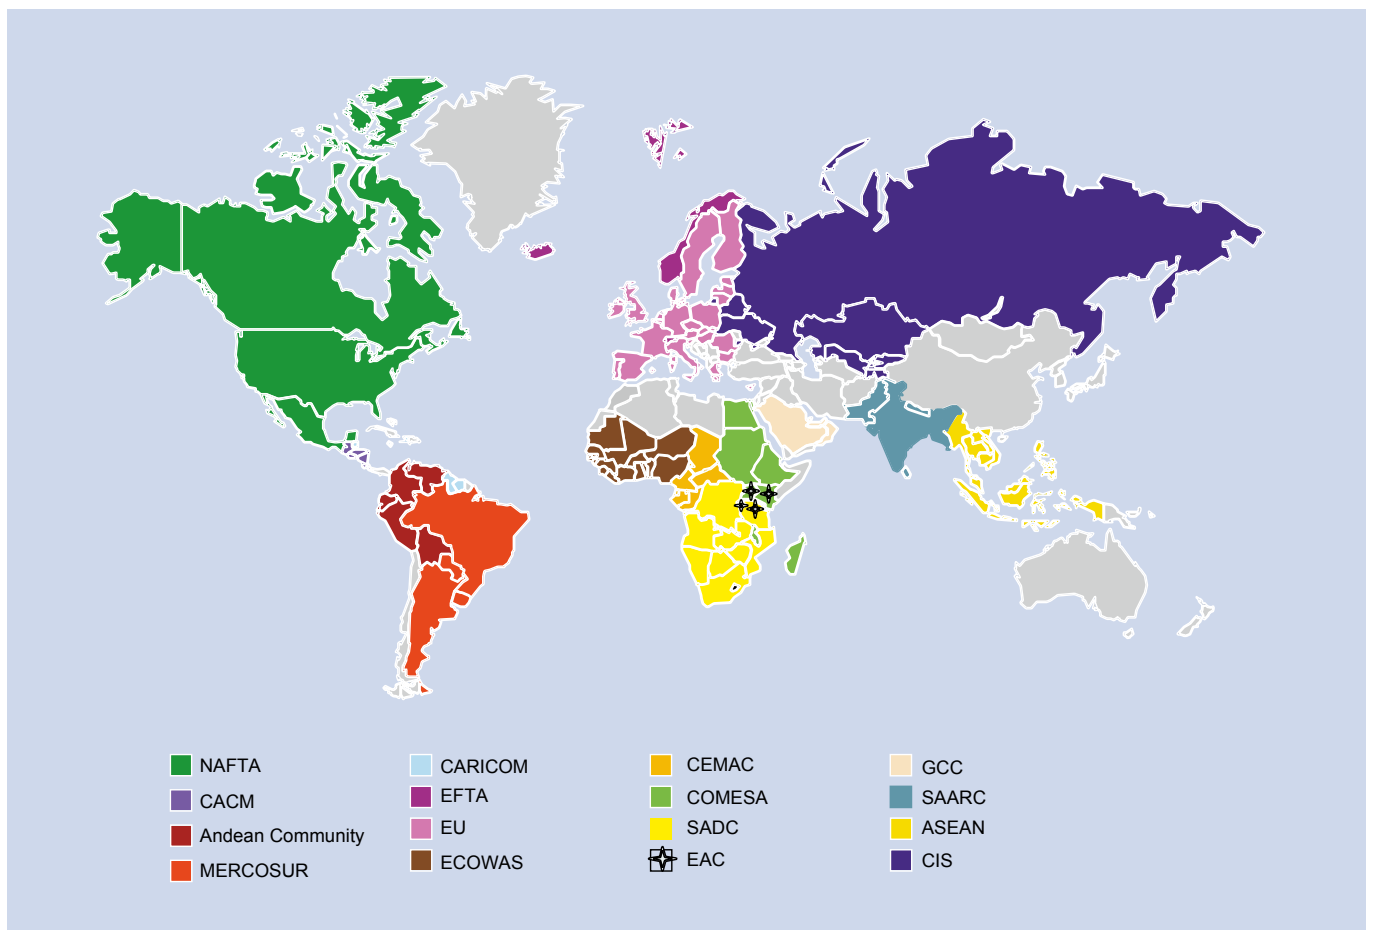 NAFTA
CACM
Andean Community
MERCOSUR
CARICOM
EFTA
EU
ECOWAS
CEMAC
COMESA
SADC
EAC
GCC
SAARC
ASEAN
CIS